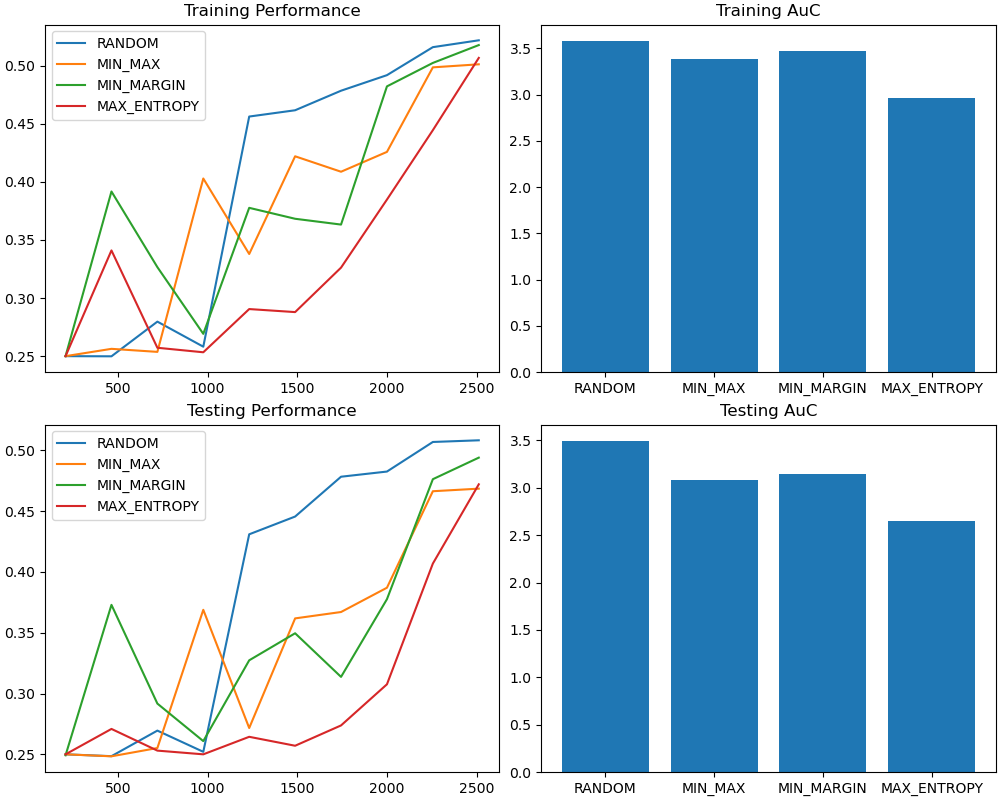 Training Performance
RANDOM
MIN_MAX
MIN_MARGIN
MAX_ENTROPY
0.50
0.45
0.40
0.35
0.30
0.25
500 1000 1500 2000 2500
Training AuC
3.5
3.0
2.5
2.0
1.5
1.0
0.5
0.0
RANDOM MIN_MAX MIN_MARGIN MAX_ENTROPY
Testing Performance
RANDOM
MIN_MAX
MIN_MARGIN
MAX_ENTROPY
0.50
0.45
0.40
0.35
0.30
0.25
500 1000 1500 2000 2500
Testing AuC
3.5
3.0
2.5
2.0
1.5
1.0
0.5
0.0
RANDOM MIN_MAX MIN_MARGIN MAX_ENTROPY